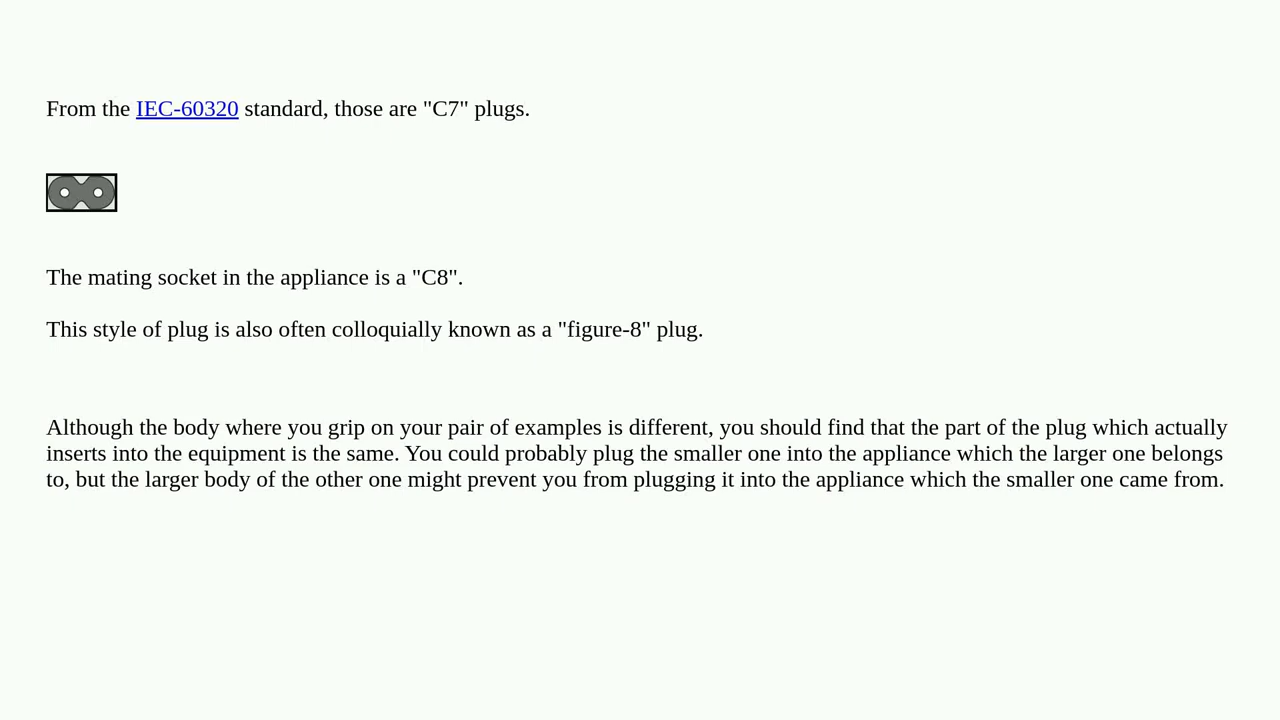 From the IEC-60320 standard, those are "C7" plugs.
The mating socket in the appliance is a "C8".
This style of plug is also often colloquially known as a "figure-8" plug.
Although the body where you grip on your pair of examples is different, you should find that the part of the plug which actually
inserts into the equipment is the same. You could probably plug the smaller one into the appliance which the larger one belongs
to, but the larger body of the other one might prevent you from plugging it into the appliance which the smaller one came from.